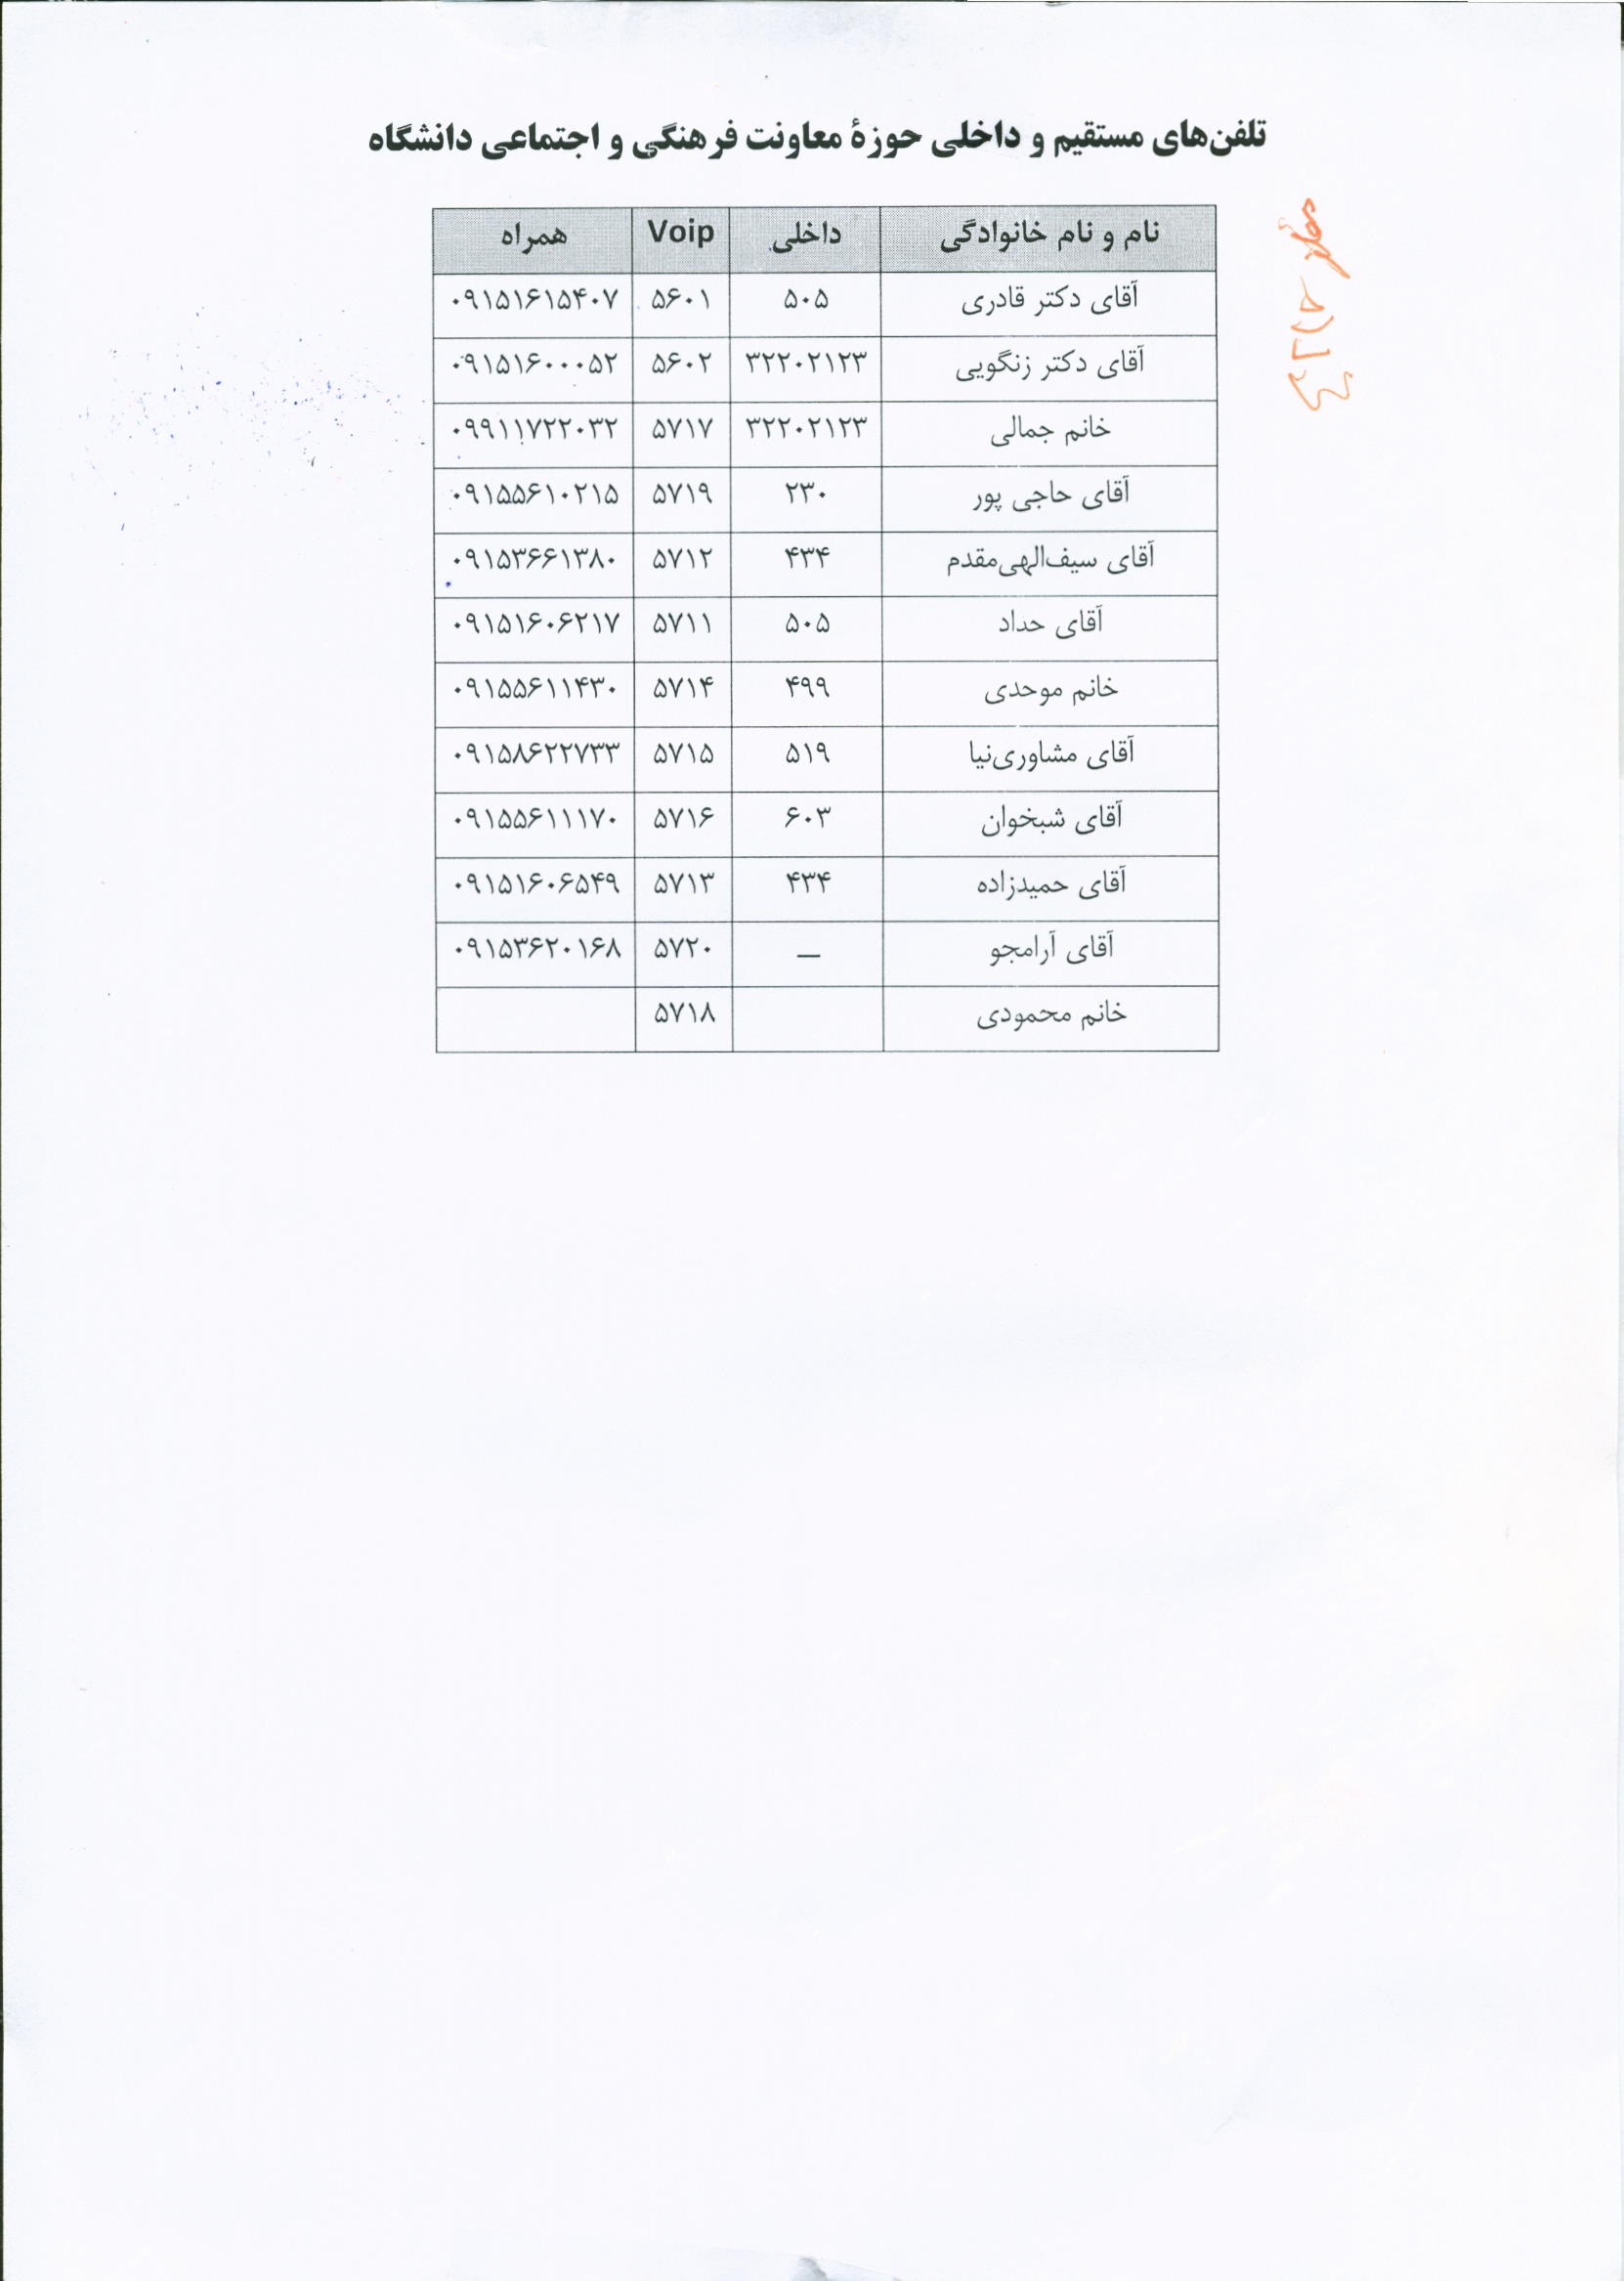 تلفن‌های مستقیم و داخلی حوزهٔ معاونت فرهنگی و اجتماعی دانشگاه
نام و نام خانوادگی داخلی Voip همراه
آقای دکتر قادری ۵۰۵ ۵۶۰۱ ۰۹۱۵۱۶۱۵۴۰۷
آقای دکتر زنگویی ۳۲۲۰۲۱۲۳ ۵۶۰۲ ۰۹۱۵۱۶۰۰۰۵۲
خانم جمالی ۳۲۲۰۲۱۲۳ ۵۷۱۷ ۰۹۹۱۱۷۲۲۰۳۲
آقای حاجی پور ۲۳۰ ۵۷۱۹ ۰۹۱۵۵۶۱۰۲۱۵
آقای سیف‌الهی‌مقدم ۴۳۴ ۵۷۱۲ ۰۹۱۵۳۶۶۱۳۸۰
آقای حداد ۵۰۵ ۵۷۱۱ ۰۹۱۵۱۶۰۶۲۱۷
خانم موحدی ۴۹۹ ۵۷۱۴ ۰۹۱۵۵۶۱۱۴۳۰
آقای مشاوری‌نیا ۵۱۹ ۵۷۱۵ ۰۹۱۵۸۶۲۲۷۳۳
آقای شبخوان ۶۰۳ ۵۷۱۶ ۰۹۱۵۵۶۱۱۱۷۰
آقای حمیدزاده ۴۳۴ ۵۷۱۳ ۰۹۱۵۱۶۰۶۵۴۹
آقای آرامجو — ۵۷۲۰ ۰۹۱۵۳۶۲۰۱۶۸
خانم محمودی ۵۷۱۸